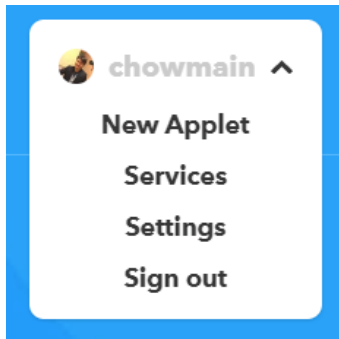 chowmain
New Applet
Services
Settings
Sign out